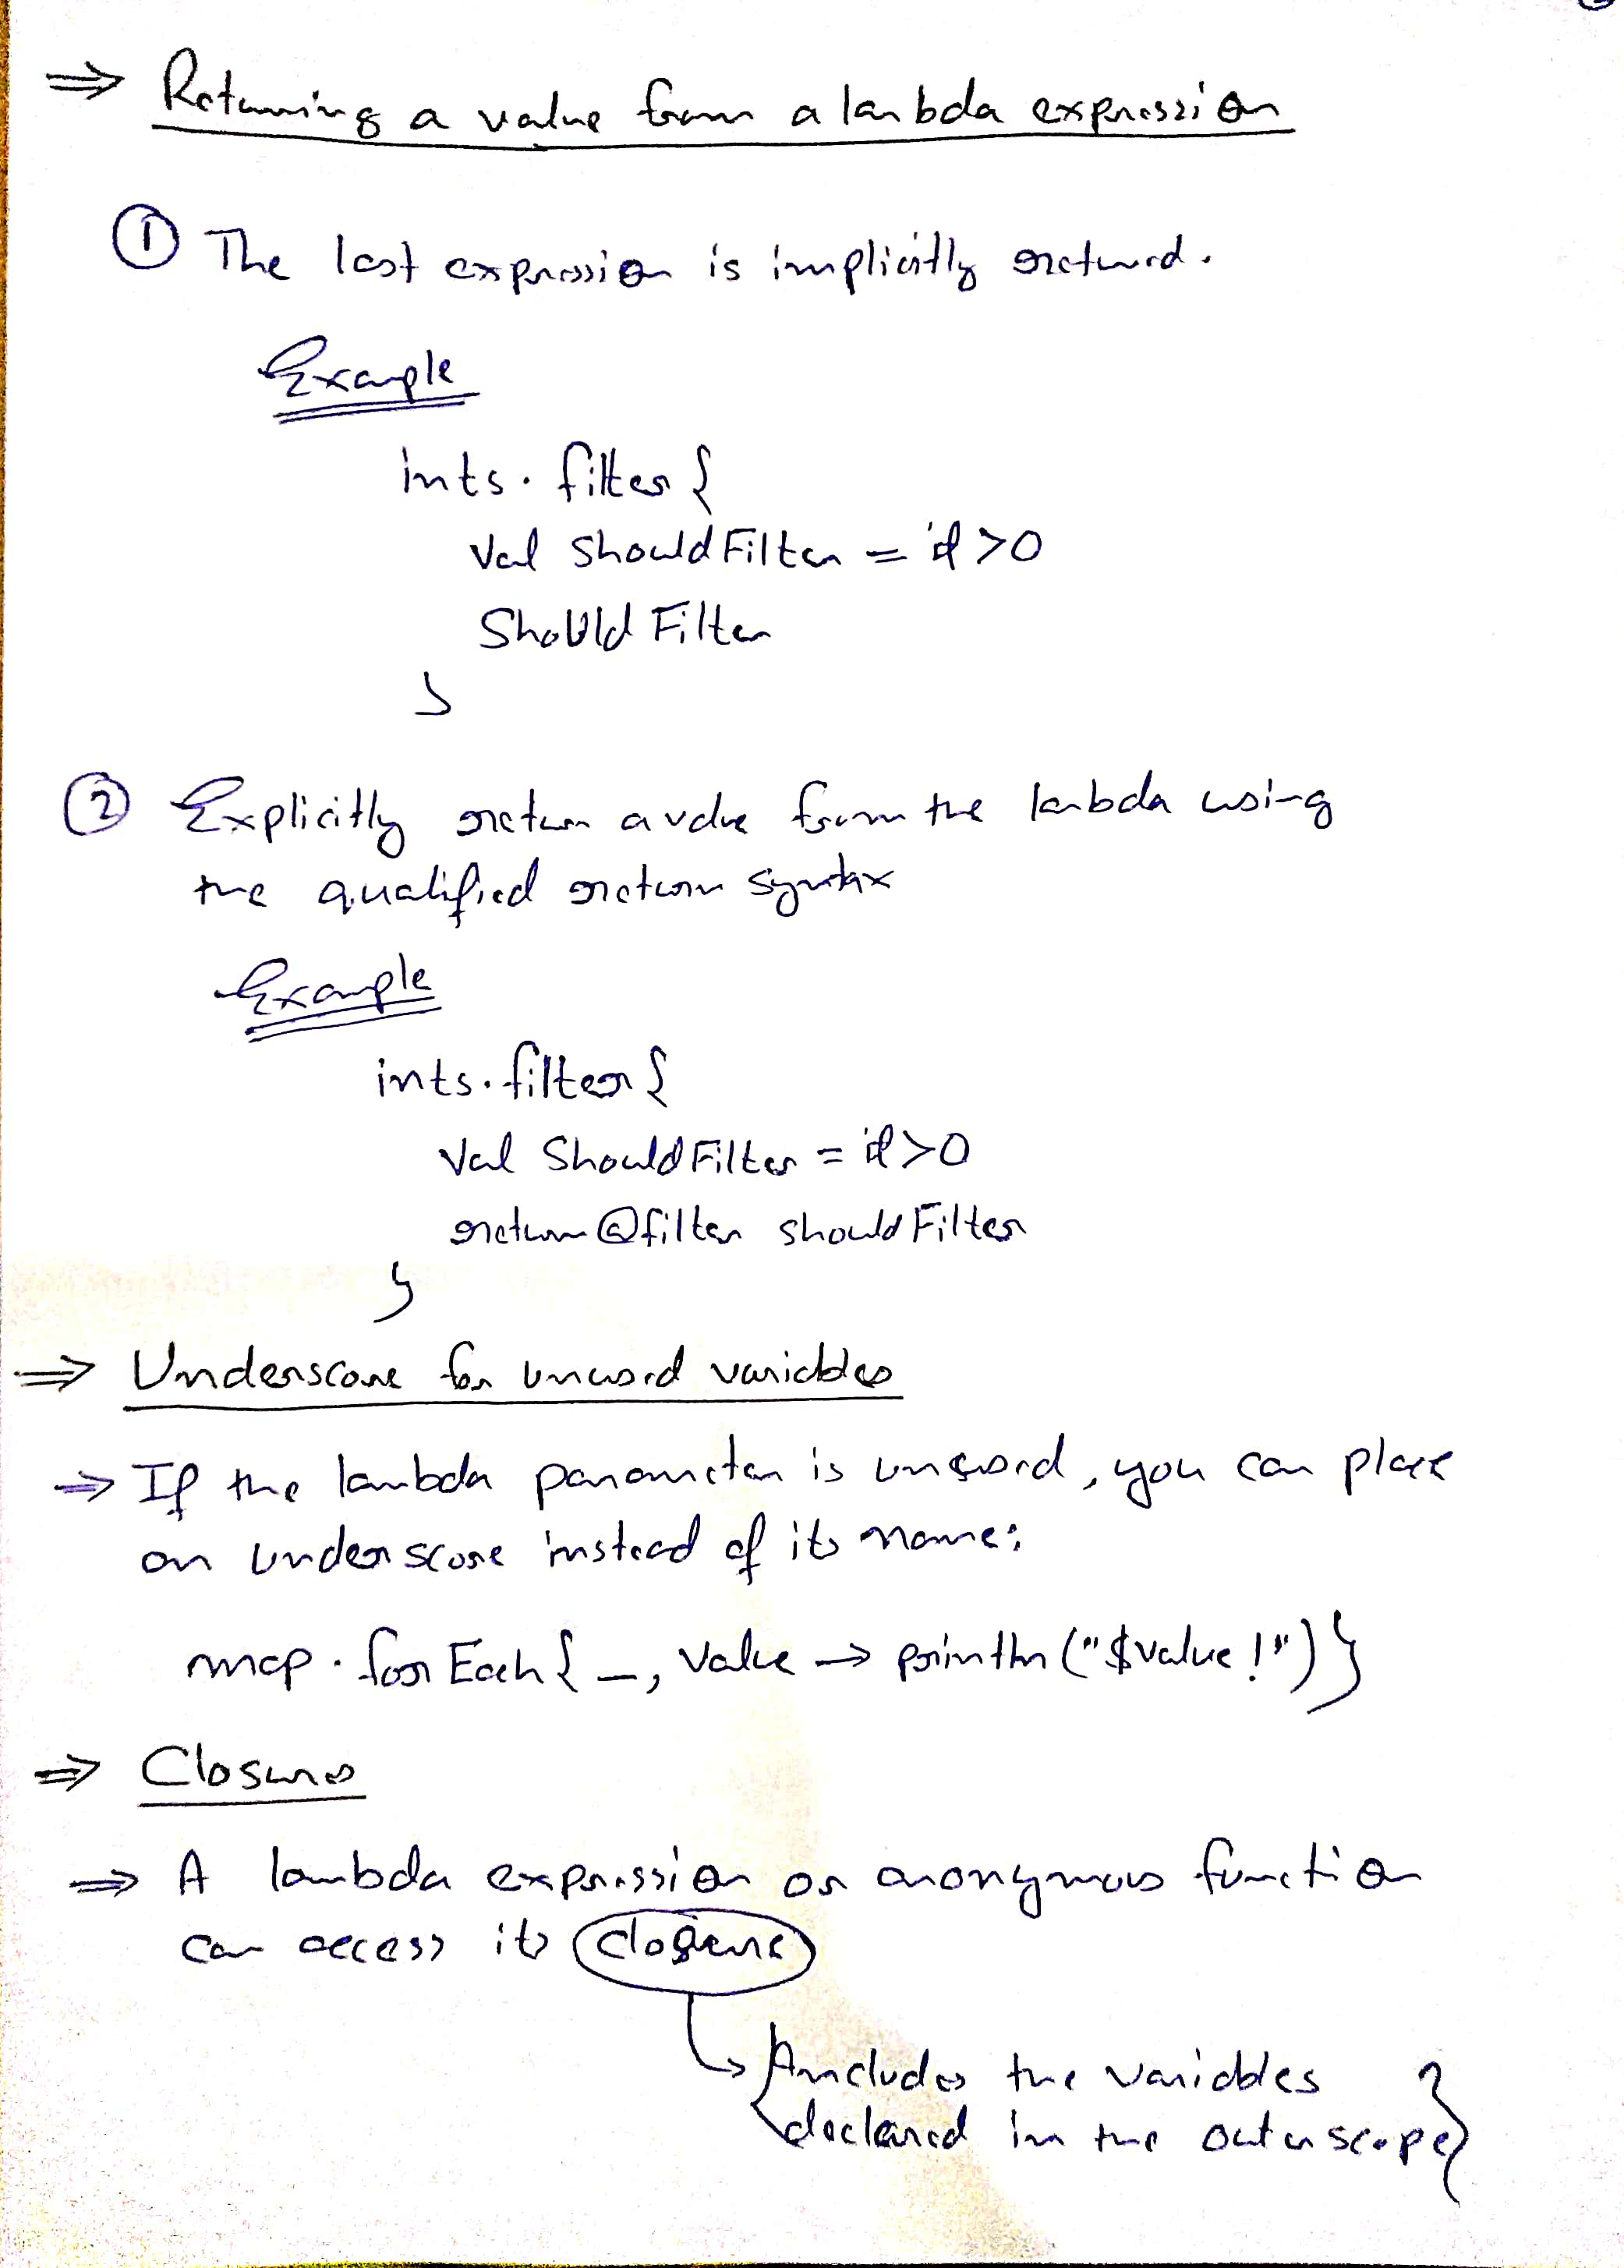 ⇒ Returning a value from a lambda expression
① The last expression is implicitly returned.
Example
ints.filter {
val shouldFilter = it > 0
shouldFilter
}
② Explicitly return a value from the lambda using
the qualified return syntax
Example
ints.filter {
val shouldFilter = it > 0
return@filter shouldFilter
}
⇒ Underscore for unused variables
⇒ If the lambda parameter is unused, you can place
an underscore instead of its name:
map.forEach { _, value → println("$value!") }
⇒ Closures
⇒ A lambda expression or anonymous function
can access its closure
↳ {Includes the variables
declared in the outer scope}